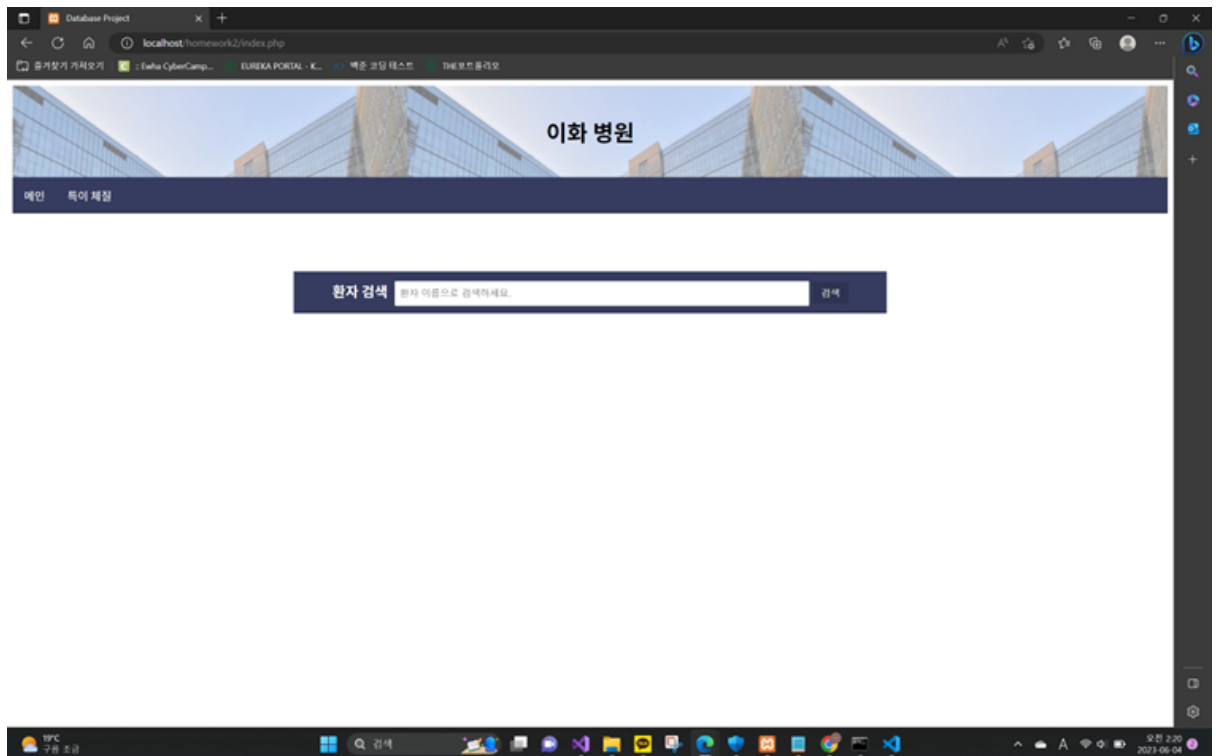 Database Project
localhost/homework2/index.php
즐겨찾기 가져오기
: Ewha CyberCamp...
EUREKA PORTAL - K...
백준 코딩 테스트
THE포트폴리오
이화 병원
메인 특이 체질
환자 검색 환자 이름으로 검색하세요. 검색
19°C
구름 조금
검색
A
오전 2:20
2023-06-04